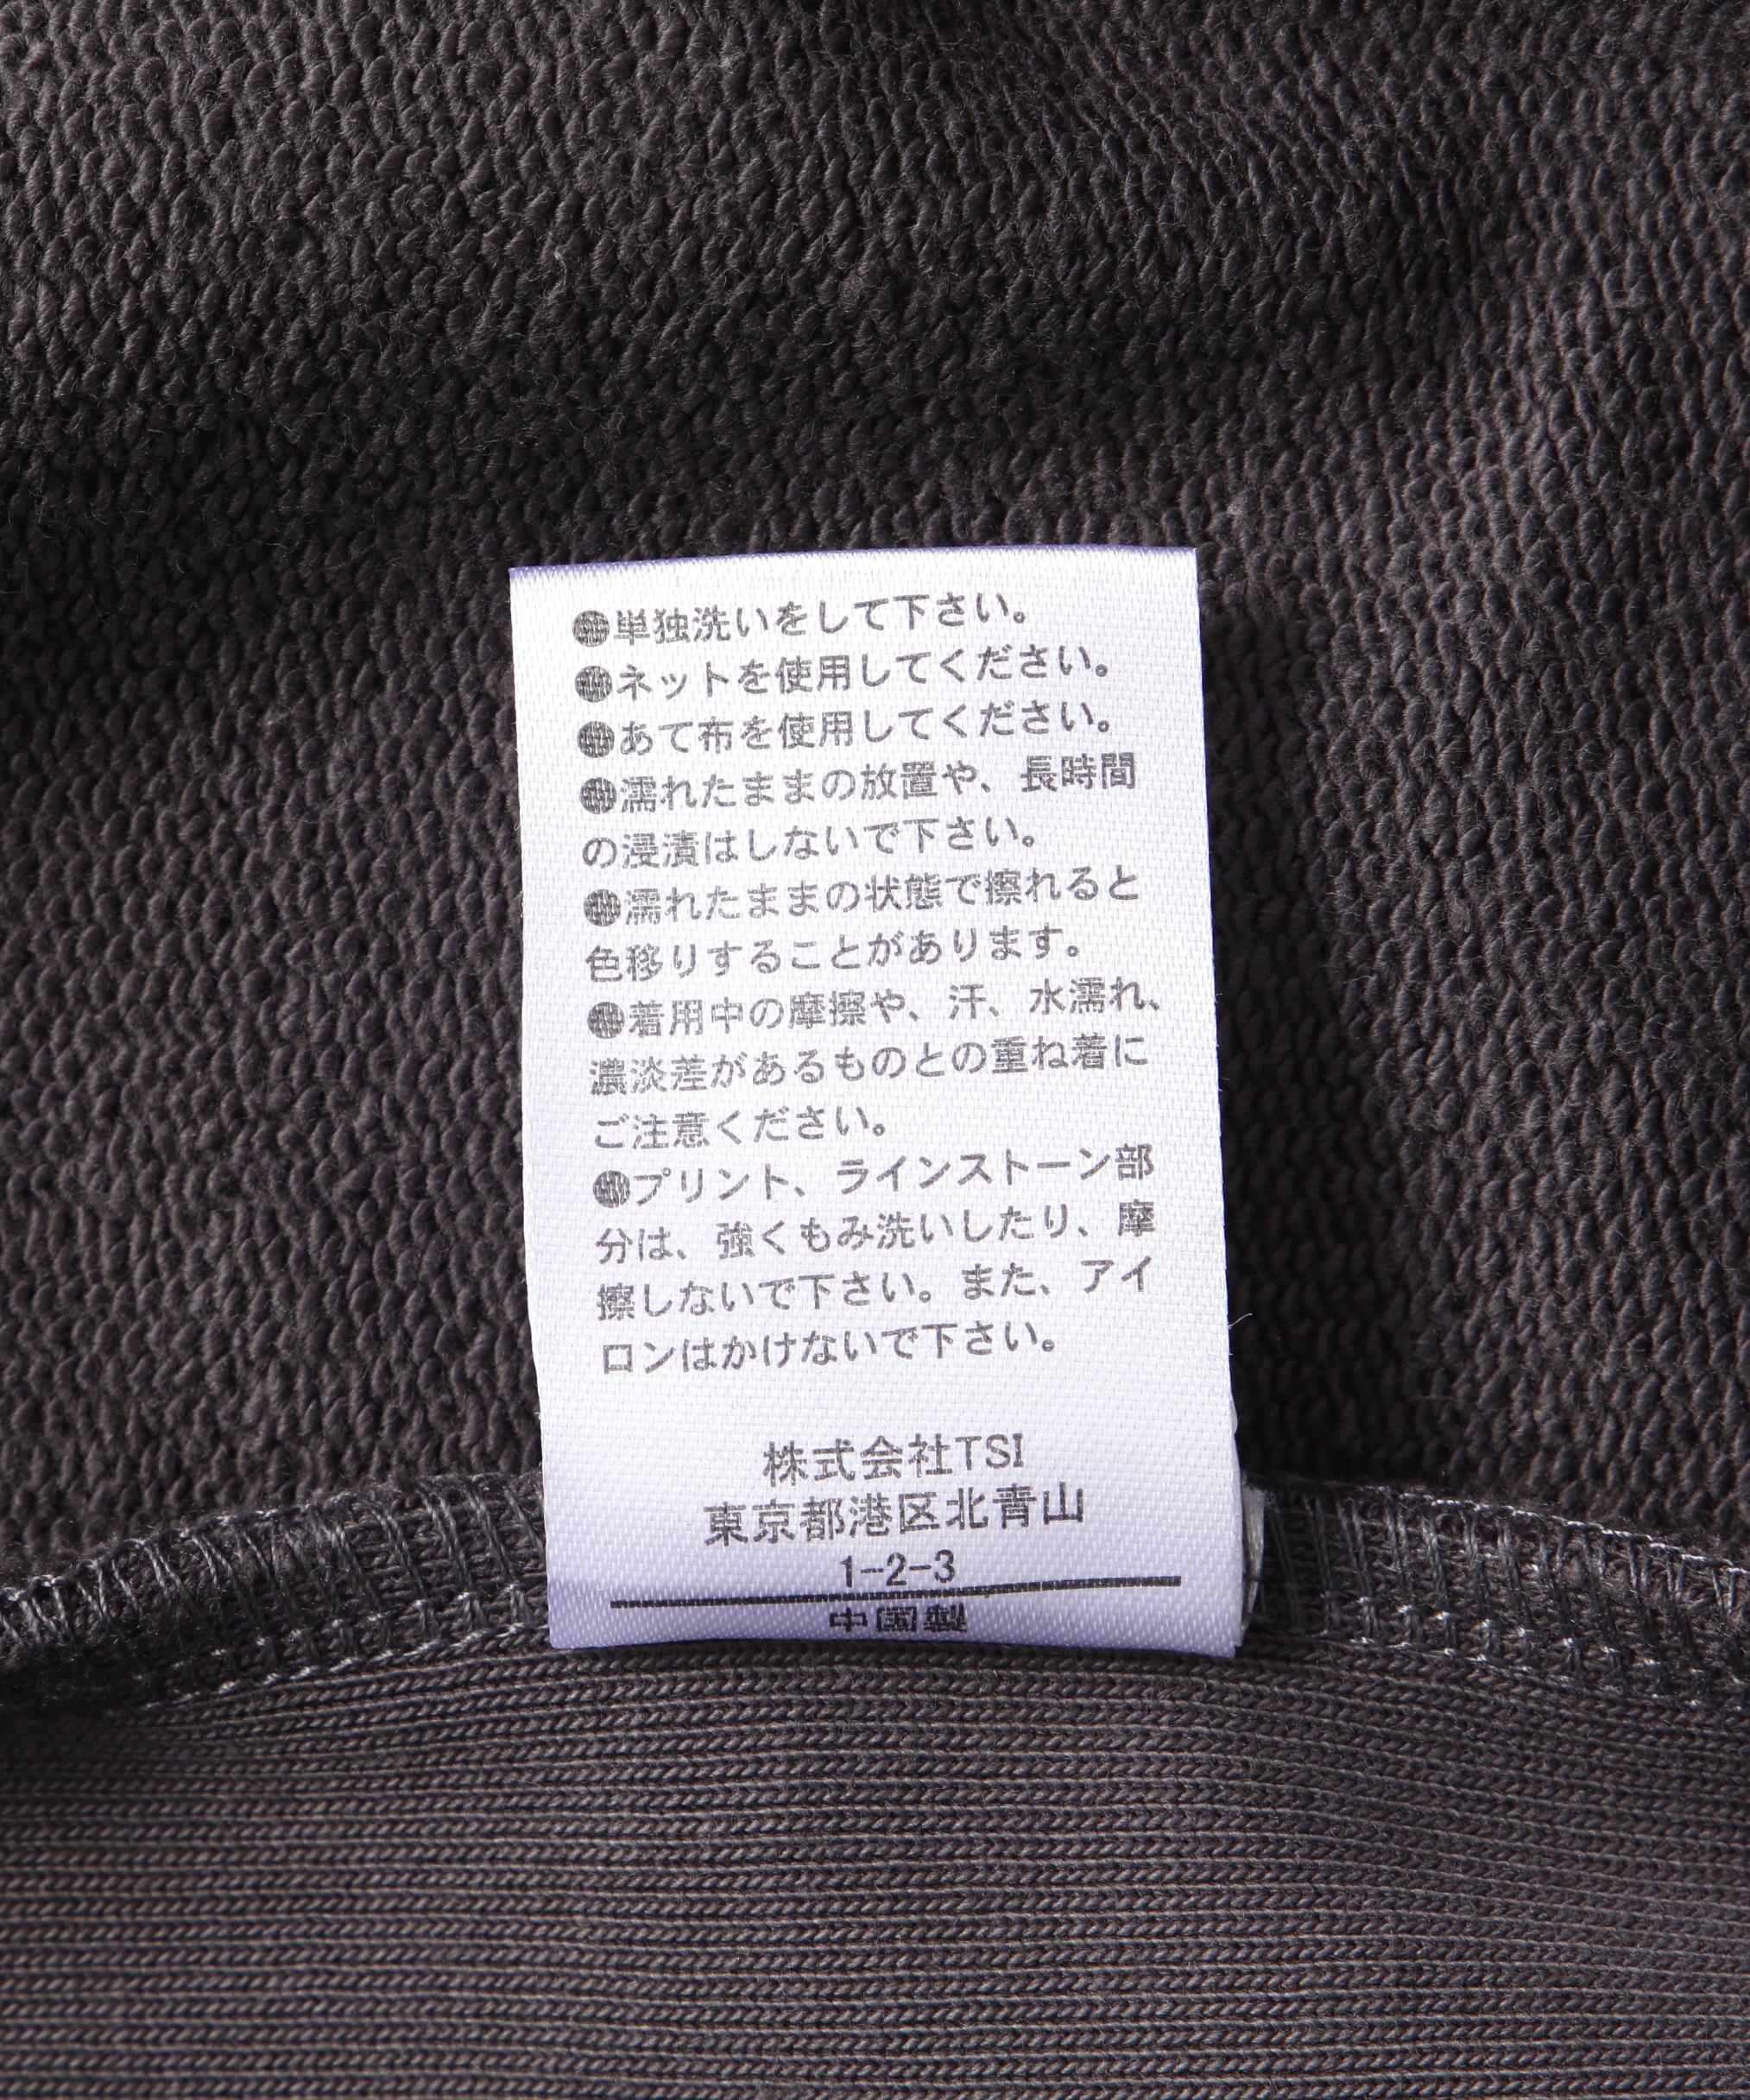 ●単独洗いをして下さい。
●ネットを使用してください。
●あて布を使用してください。
●濡れたままの放置や、長時間
の浸漬はしないで下さい。
●濡れたままの状態で擦れると
色移りすることがあります。
●着用中の摩擦や、汗、水濡れ、
濃淡差があるものとの重ね着に
ご注意ください。
●プリント、ラインストーン部
分は、強くもみ洗いしたり、摩
擦しないで下さい。また、アイ
ロンはかけないで下さい。
株式会社TSI
東京都港区北青山
1-2-3
中国製